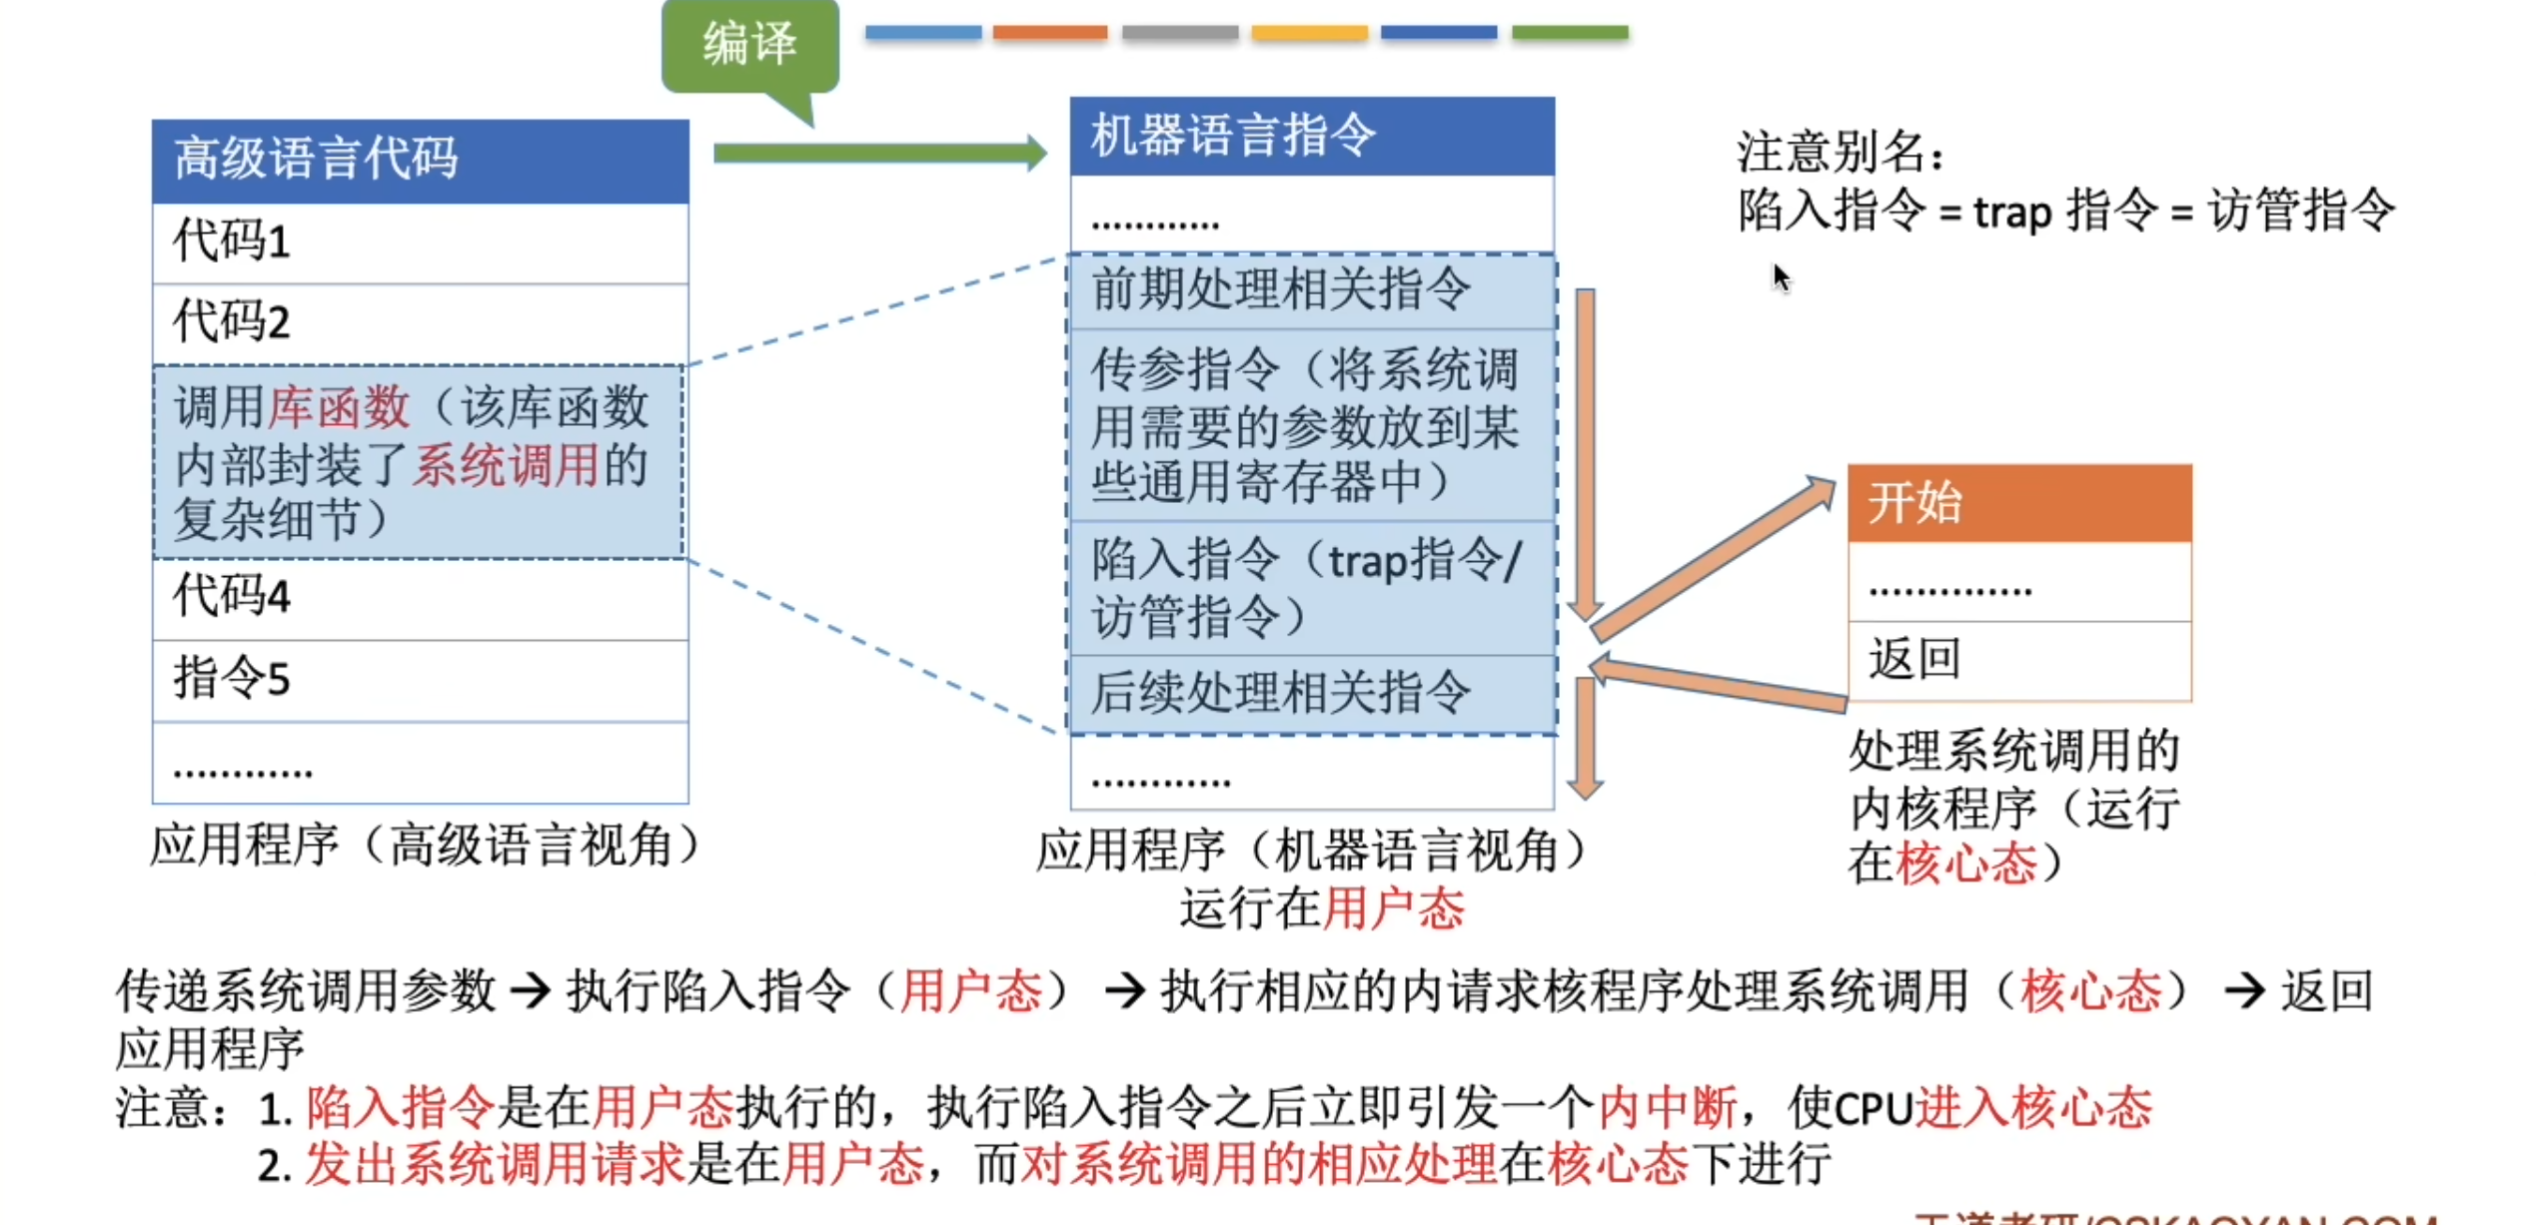 编译
高级语言代码
代码1
代码2
调用库函数（该库函数
内部封装了系统调用的
复杂细节）
代码4
指令5
............
应用程序（高级语言视角）
机器语言指令
............
前期处理相关指令
传参指令（将系统调
用需要的参数放到某
些通用寄存器中）
陷入指令（trap指令/
访管指令）
后续处理相关指令
............
应用程序（机器语言视角）
运行在用户态
注意别名：
陷入指令 = trap 指令 = 访管指令
开始
..............
返回
处理系统调用的
内核程序（运行
在核心态）
传递系统调用参数 → 执行陷入指令（用户态） → 执行相应的内请求核程序处理系统调用（核心态） → 返回
应用程序
注意：1. 陷入指令是在用户态执行的，执行陷入指令之后立即引发一个内中断，使CPU进入核心态
2. 发出系统调用请求是在用户态，而对系统调用的相应处理在核心态下进行
王道考研/CSKAOYAN.COM